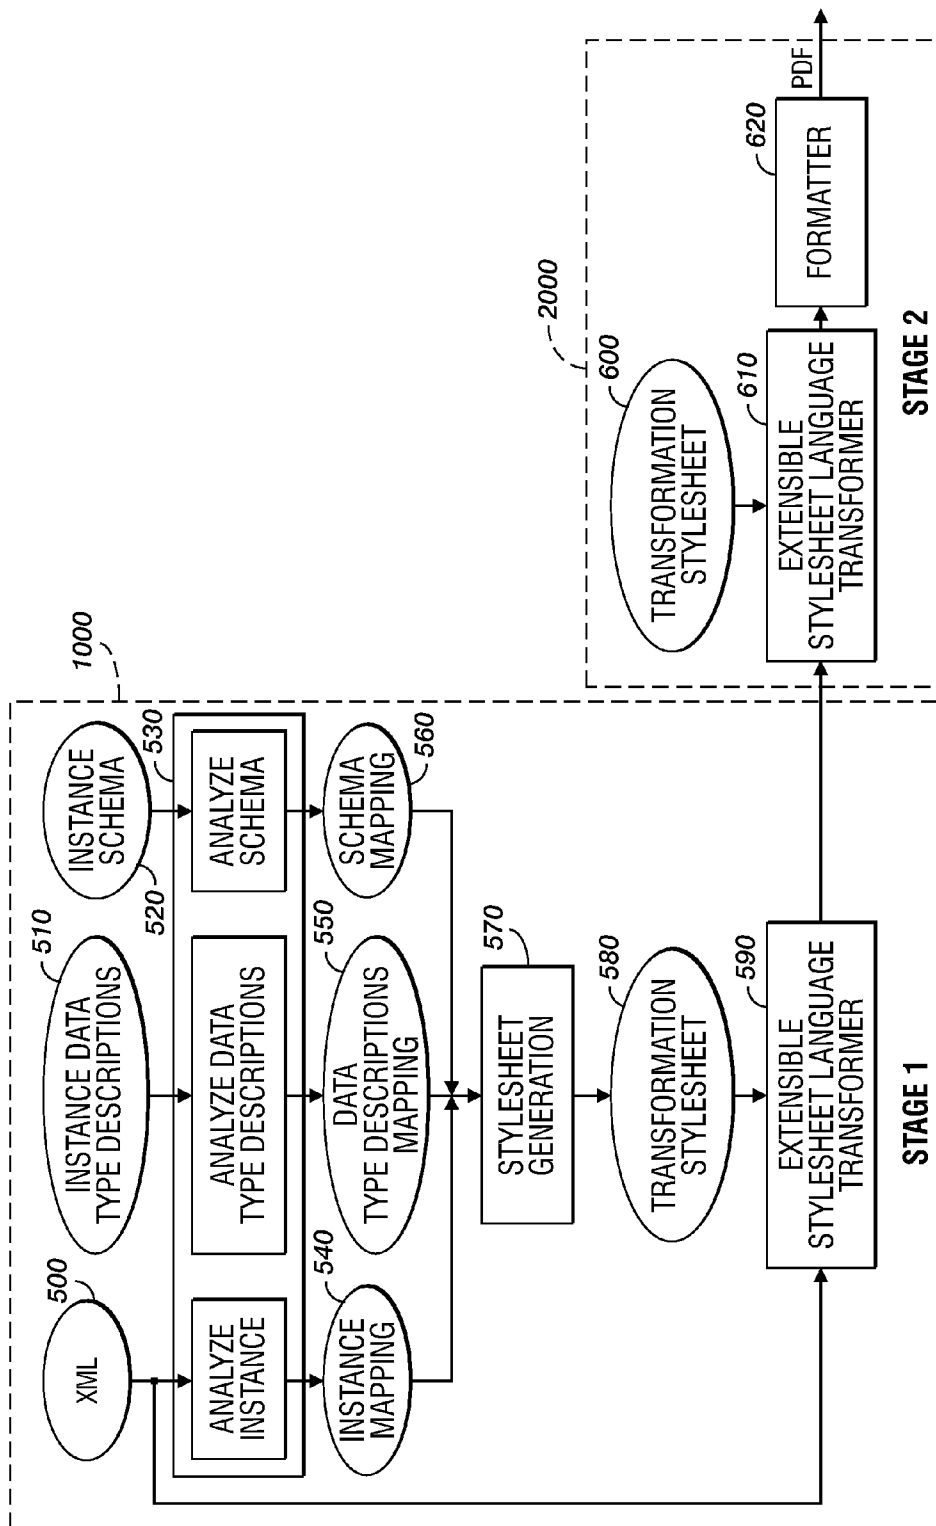 1000
XML
500
INSTANCE DATA
TYPE DESCRIPTIONS
510
INSTANCE
SCHEMA
520
530
ANALYZE
INSTANCE
ANALYZE DATA
TYPE DESCRIPTIONS
ANALYZE
SCHEMA
540
INSTANCE
MAPPING
550
DATA
TYPE DESCRIPTIONS
MAPPING
SCHEMA
MAPPING
560
STYLESHEET
GENERATION
570
TRANSFORMATION
STYLESHEET
580
EXTENSIBLE
STYLESHEET LANGUAGE
TRANSFORMER
590
STAGE 1
2000
TRANSFORMATION
STYLESHEET
600
EXTENSIBLE
STYLESHEET LANGUAGE
TRANSFORMER
610
FORMATTER
620
PDF
STAGE 2